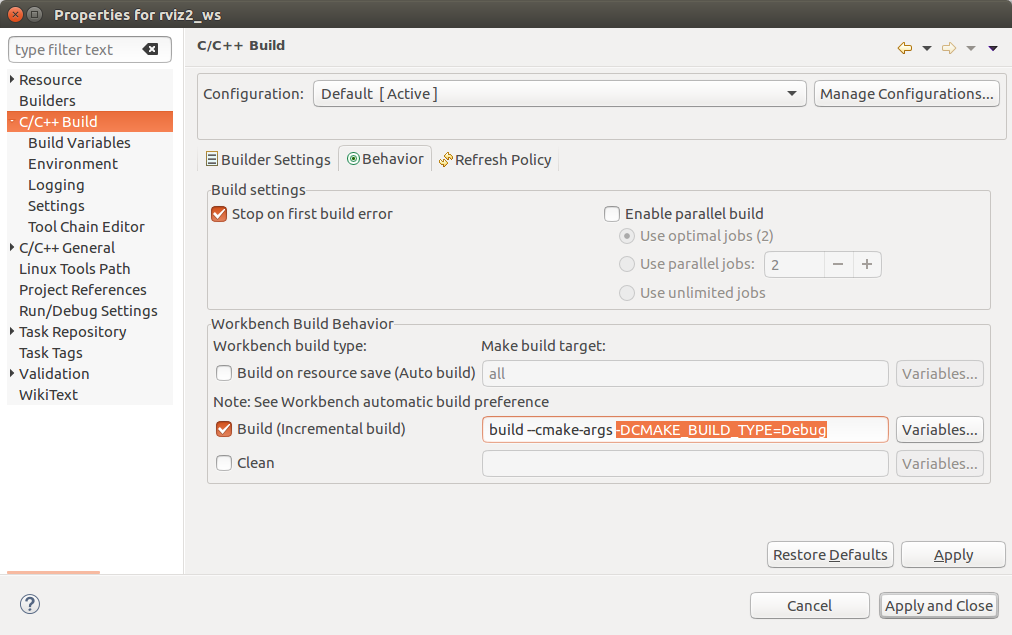 Properties for rviz2_ws
type filter text
Resource
Builders
C/C++ Build
Build Variables
Environment
Logging
Settings
Tool Chain Editor
C/C++ General
Linux Tools Path
Project References
Run/Debug Settings
Task Repository
Task Tags
Validation
WikiText
C/C++ Build
Configuration: Default [ Active ] Manage Configurations...
Builder Settings Behavior Refresh Policy
Build settings
Stop on first build error Enable parallel build
Use optimal jobs (2)
Use parallel jobs: 2
Use unlimited jobs
Workbench Build Behavior
Workbench build type: Make build target:
Build on resource save (Auto build) all Variables...
Note: See Workbench automatic build preference
Build (Incremental build) build --cmake-args -DCMAKE_BUILD_TYPE=Debug Variables...
Clean Variables...
Restore Defaults Apply
? Cancel Apply and Close